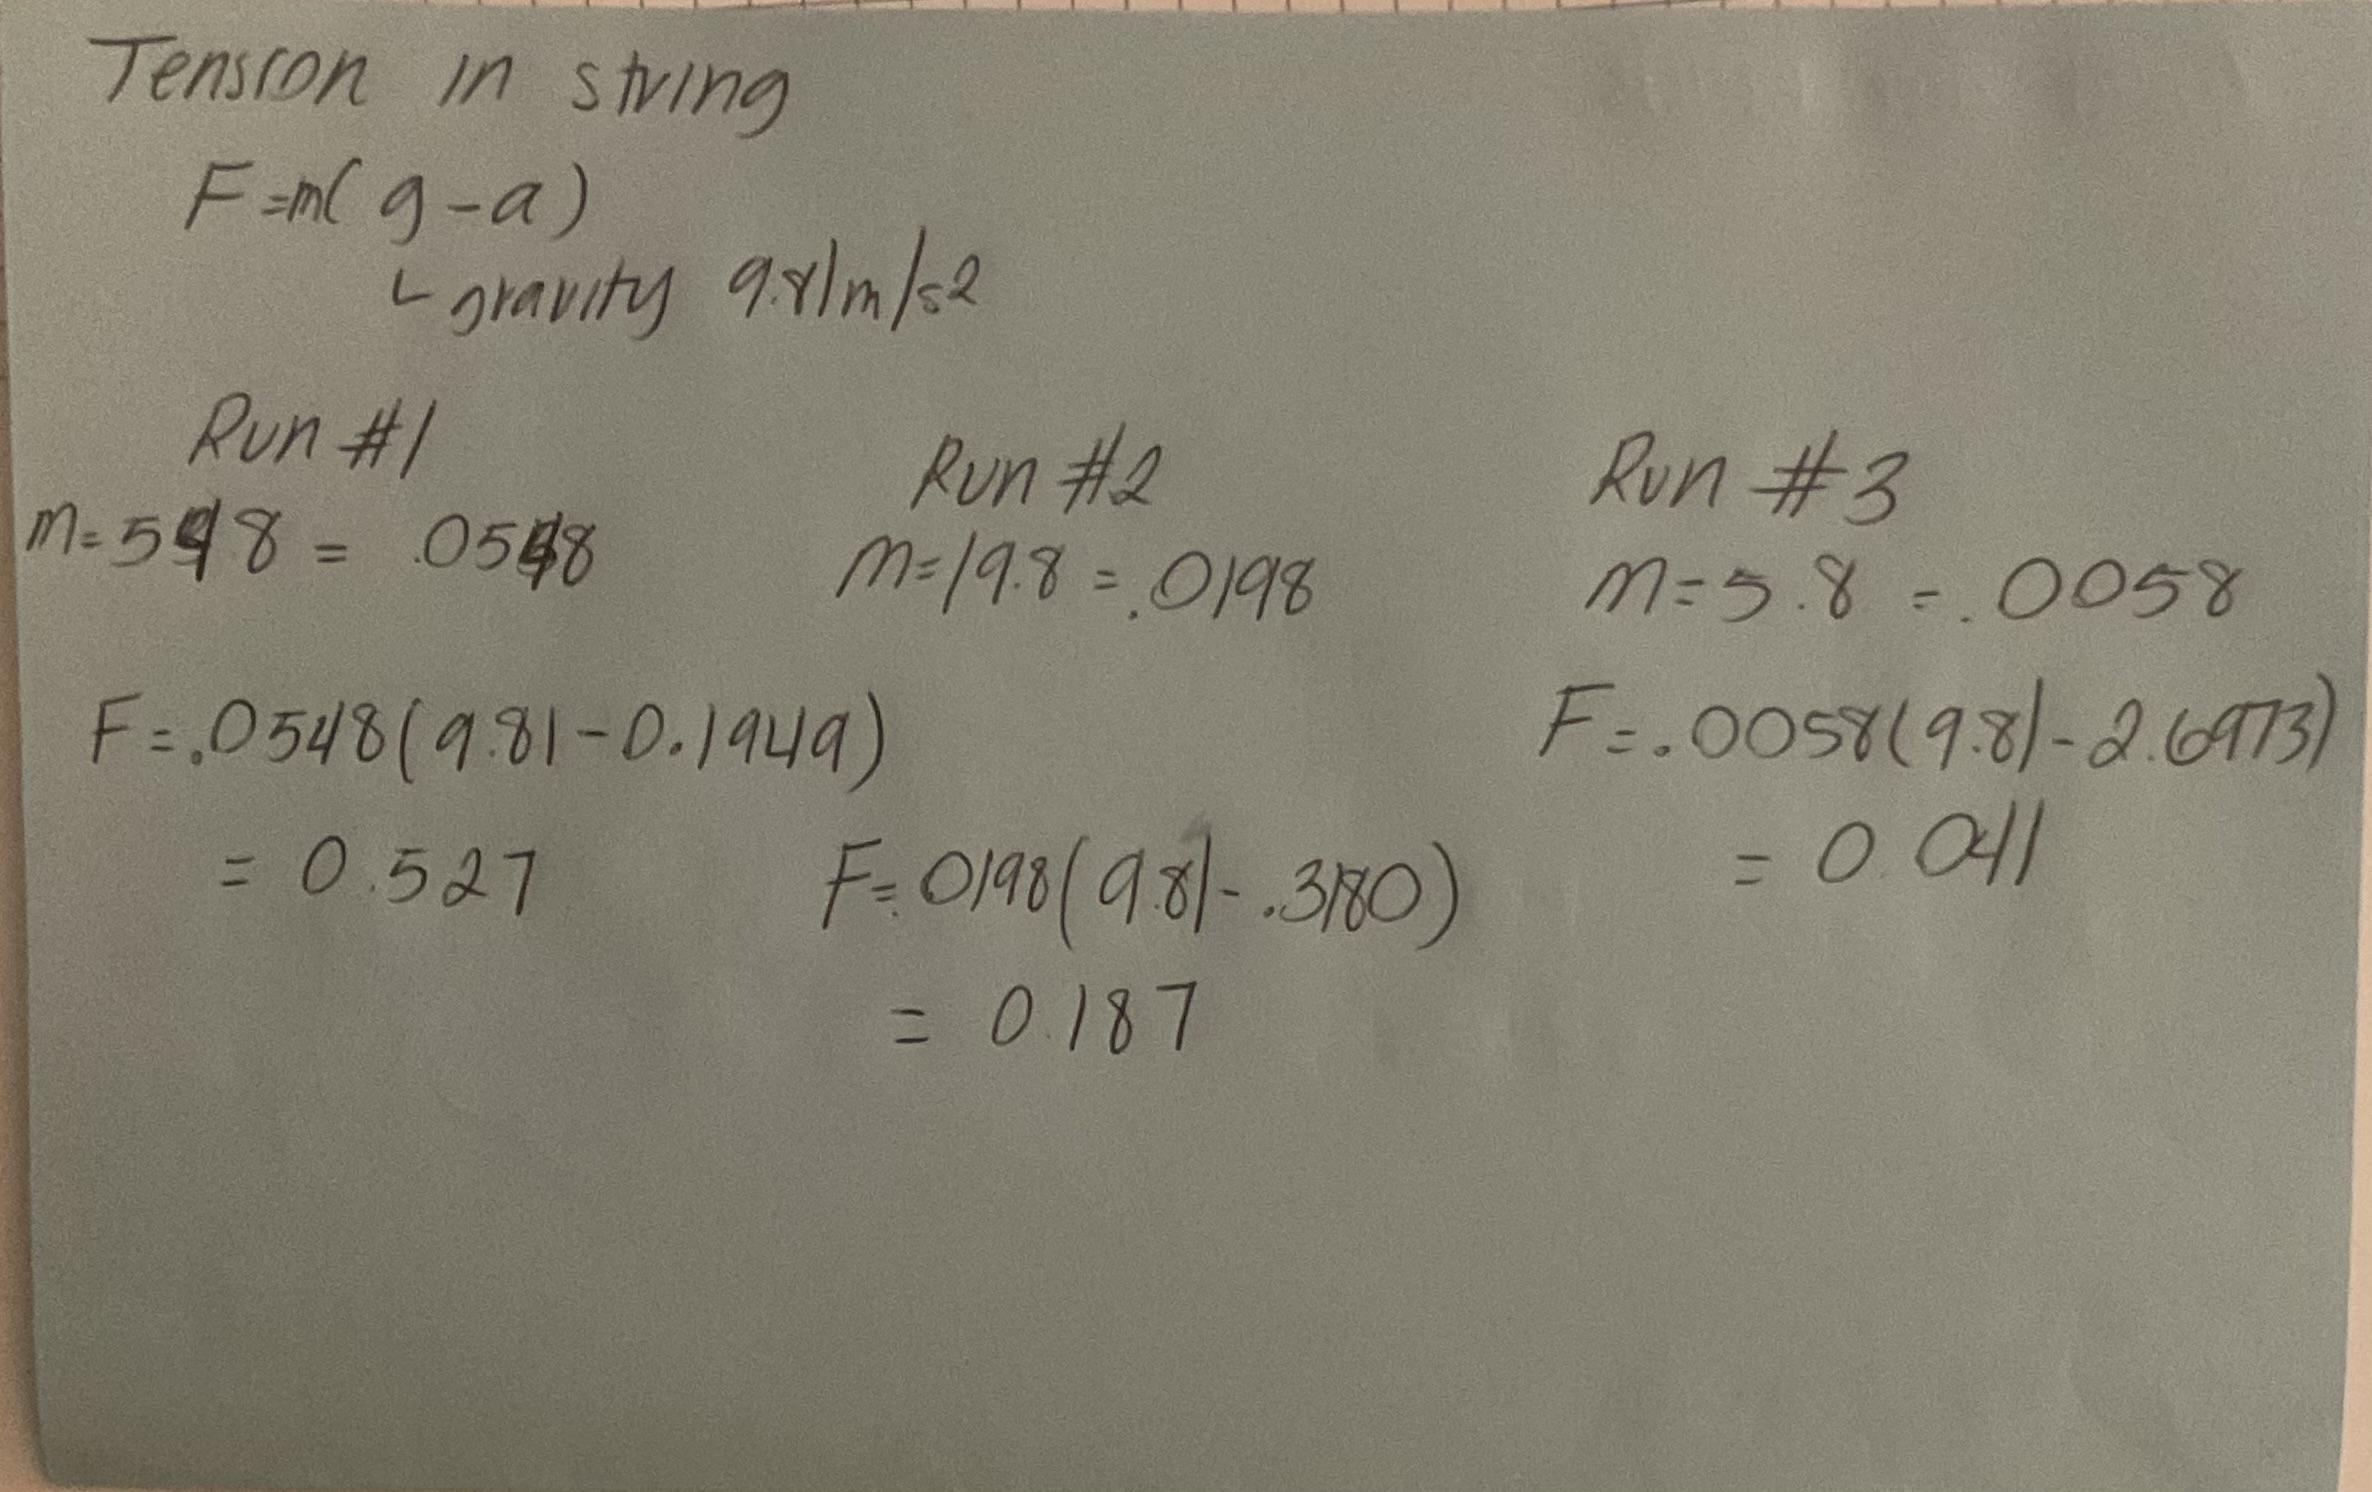 Tension in string
F=m(g-a)
└ gravity 9.81m/s2
Run #1
m=548 = .0548
F=.0548(9.81-0.1949)
= 0.527
Run #2
m=19.8=.0198
F=.0198(9.81-.3180)
= 0.187
Run #3
m=5.8 =.0058
F=.0058(9.81-2.6973)
= 0.041